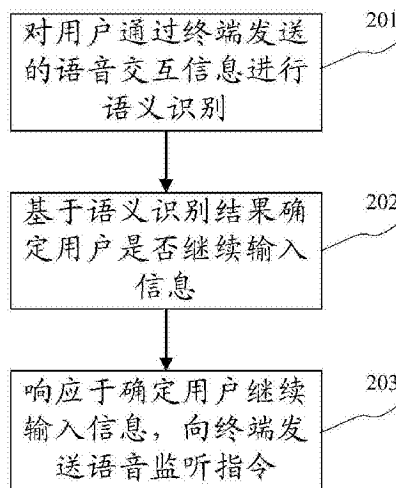 对用户通过终端发送
的语音交互信息进行
语义识别
201
基于语义识别结果确
定用户是否继续输入
信息
202
响应于确定用户继续
输入信息，向终端发
送语音监听指令
203